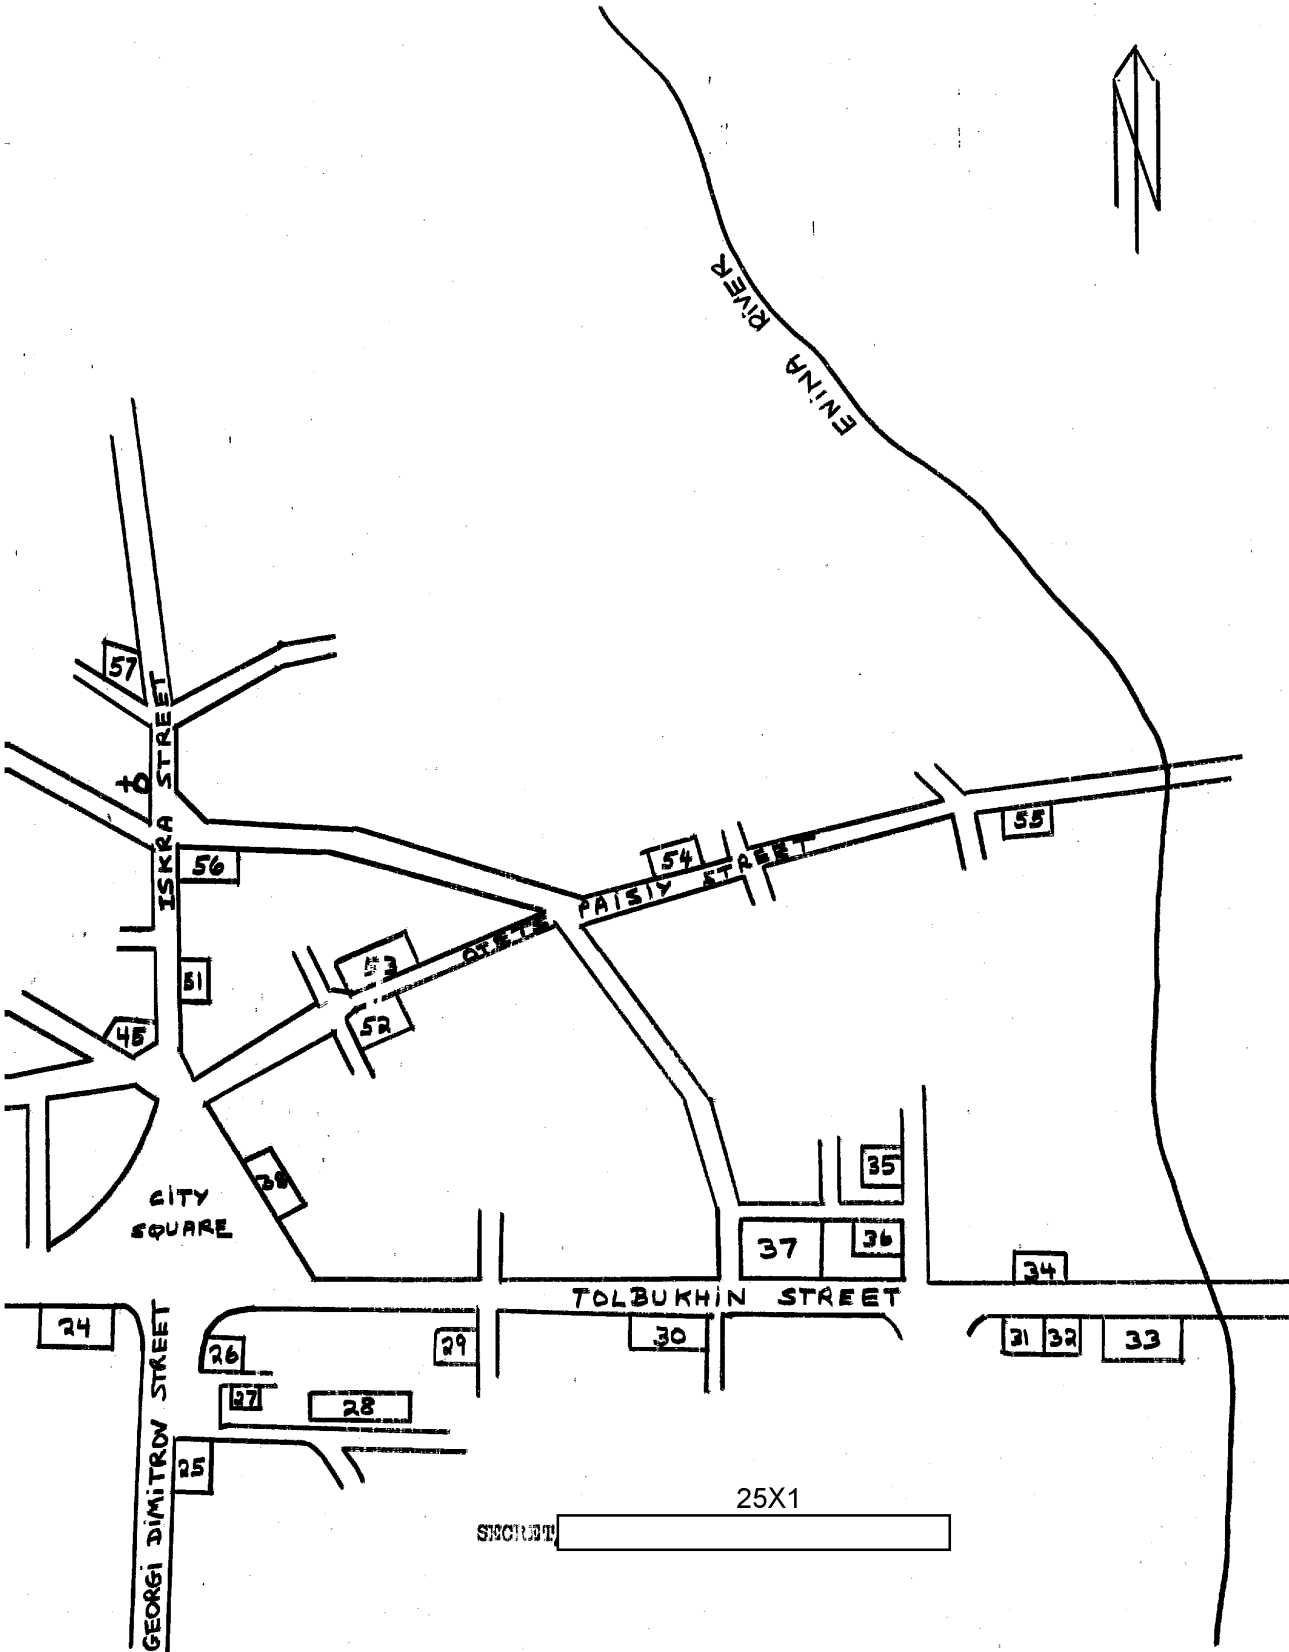 ENINA RIVER
57
ISKRA STREET
55
54
56
OTETS PAISIY STREET
53
51
52
45
35
38
CITY
SQUARE
37
36
34
TOLBUKHIN STREET
24
26
29
30
31
32
33
27
28
GEORGI DIMITROV STREET
25
25X1
SECRET